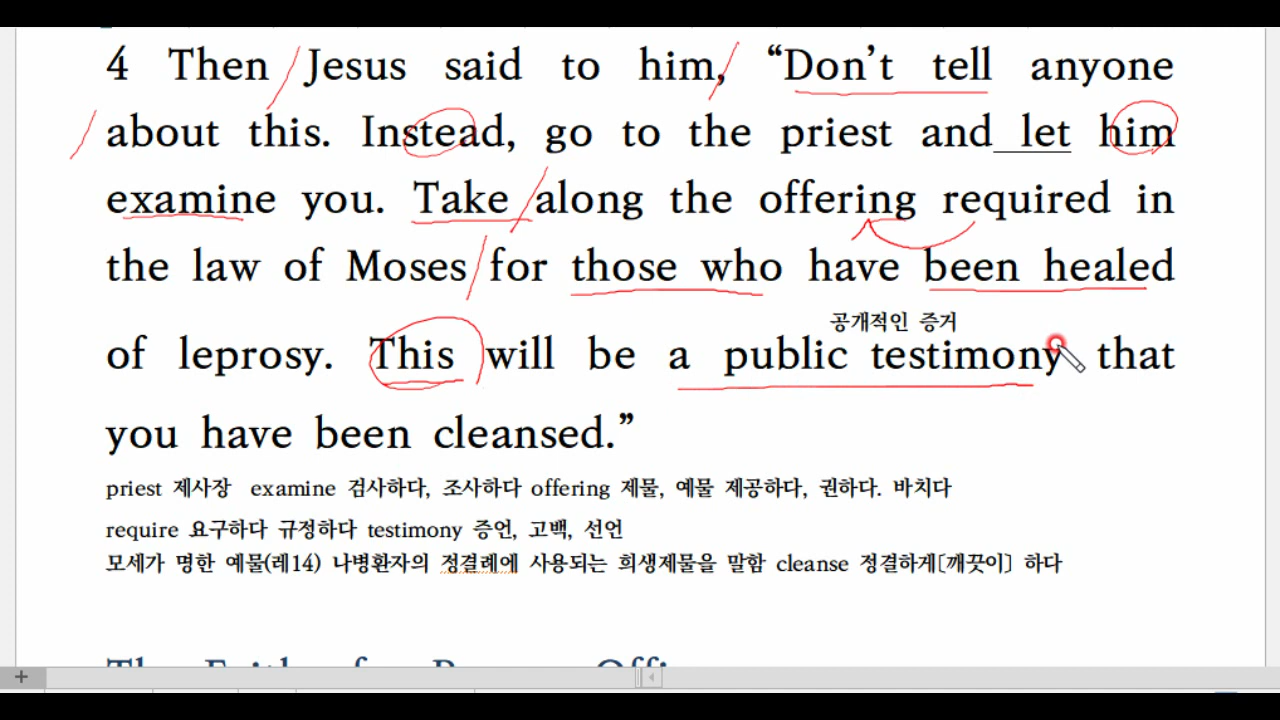 4 Then Jesus said to him, “Don’t tell anyone
about this. Instead, go to the priest and let him
examine you. Take along the offering required in
the law of Moses for those who have been healed
공개적인 증거
of leprosy. This will be a public testimony that
you have been cleansed.”
priest 제사장 examine 검사하다, 조사하다 offering 제물, 예물 제공하다, 권하다. 바치다
require 요구하다 규정하다 testimony 증언, 고백, 선언
모세가 명한 예물(레14) 나병환자의 정결례에 사용되는 희생제물을 말함 cleanse 정결하게[깨끗이] 하다